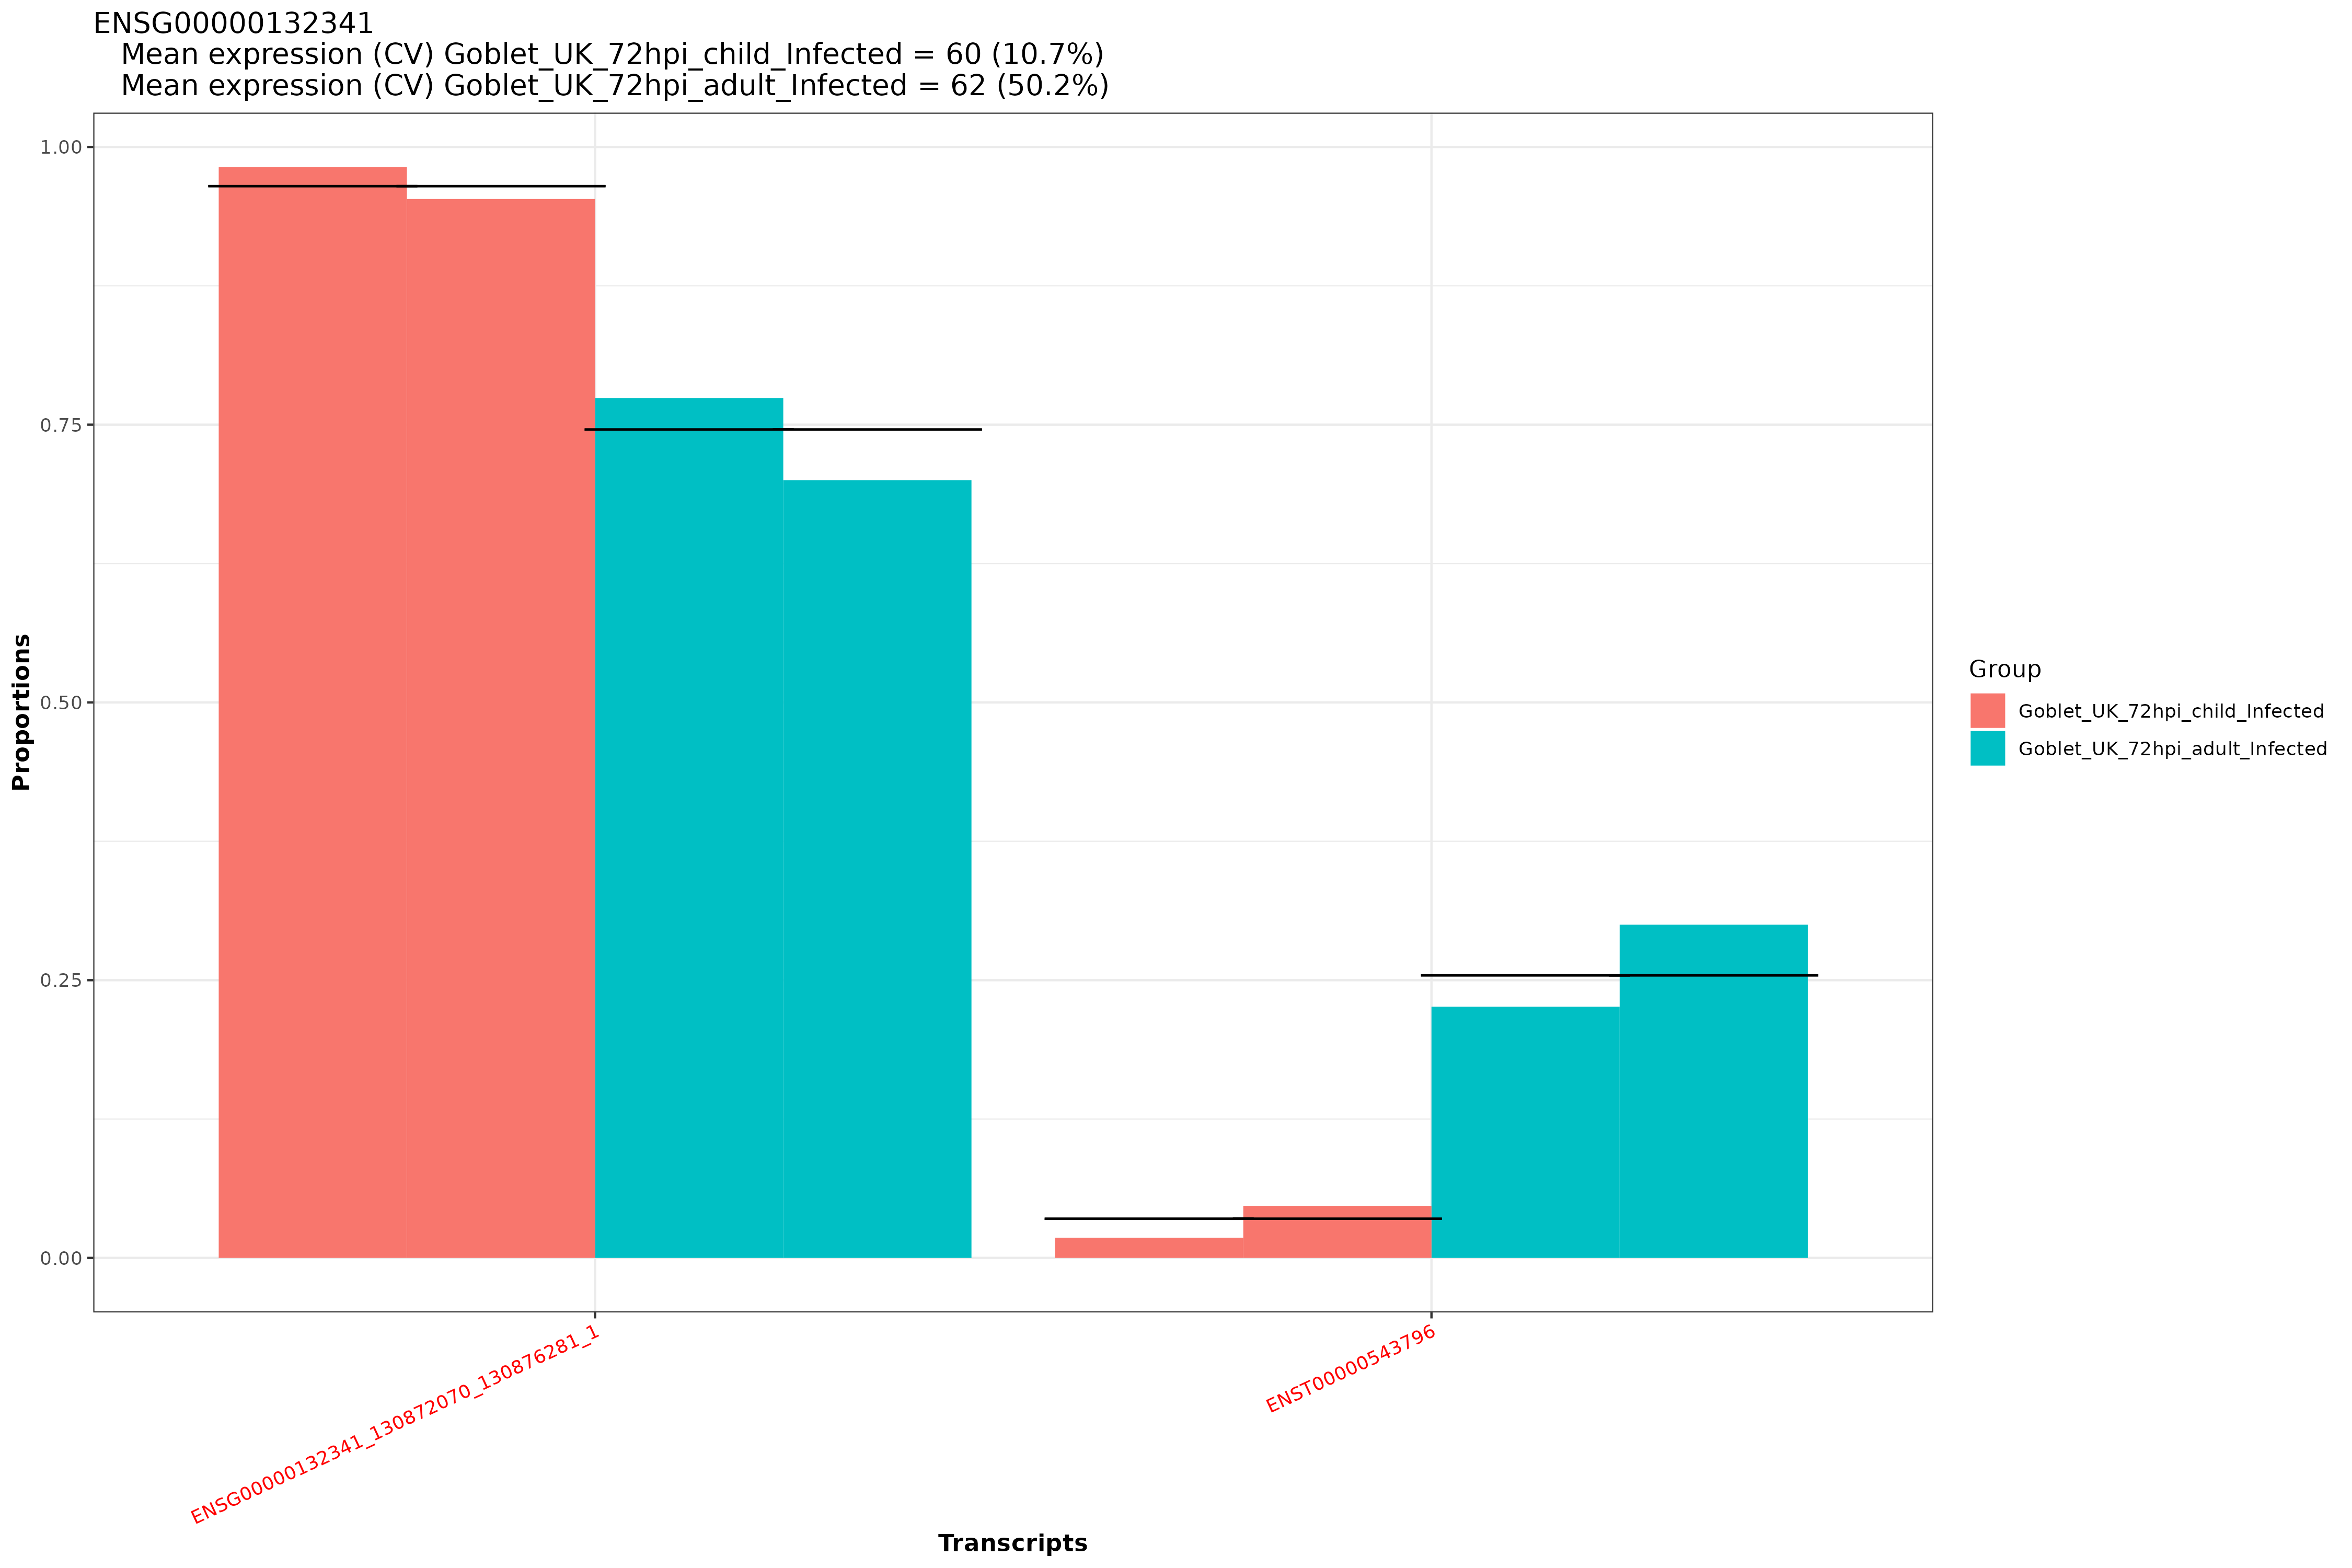 ENSG00000132341
Mean expression (CV) Goblet_UK_72hpi_child_Infected = 60 (10.7%)
Mean expression (CV) Goblet_UK_72hpi_adult_Infected = 62 (50.2%)
1.00
0.75
0.50
0.25
0.00
Proportions
ENSG00000132341_130872070_130876281_1
ENST00000543796
Transcripts
Group
Goblet_UK_72hpi_child_Infected
Goblet_UK_72hpi_adult_Infected